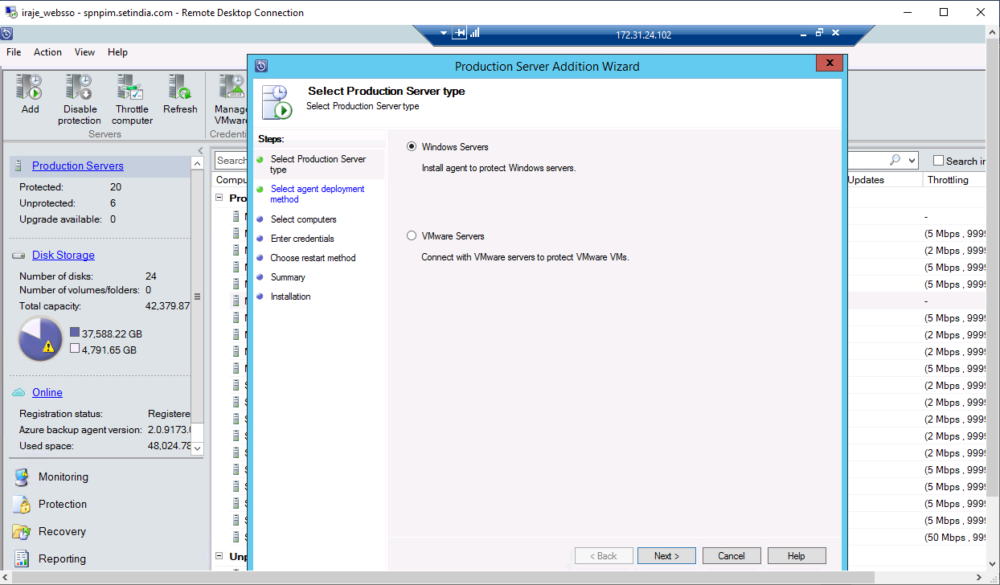 iraje_websso - spnpim.setindia.com - Remote Desktop Connection
172.31.24.102
File Action View Help
Production Server Addition Wizard
Add
Disable protection
Throttle computer
Refresh
Manage VMware
Servers
Select Production Server type
Select Production Server type
Steps:
Select Production Server type
Select agent deployment method
Select computers
Enter credentials
Choose restart method
Summary
Installation
Windows Servers
Install agent to protect Windows servers.
VMware Servers
Connect with VMware servers to protect VMware VMs.
< Back
Next >
Cancel
Help
Production Servers
Protected: 20
Unprotected: 6
Upgrade available: 0
Disk Storage
Number of disks: 24
Number of volumes/folders: 0
Total capacity: 42,379.87
37,588.22 GB
4,791.65 GB
Online
Registration status: Registere
Azure backup agent version: 2.0.9173.
Used space: 48,024.78
Monitoring
Protection
Recovery
Reporting
Search
Search in
Updates
Throttling
-
(5 Mbps , 999
(2 Mbps , 999
(5 Mbps , 999
(5 Mbps , 999
-
(5 Mbps , 999
(2 Mbps , 999
(2 Mbps , 999
(5 Mbps , 999
(2 Mbps , 999
(2 Mbps , 999
(2 Mbps , 999
(2 Mbps , 999
(2 Mbps , 999
(5 Mbps , 999
(5 Mbps , 999
(5 Mbps , 999
(5 Mbps , 999
(50 Mbps , 99